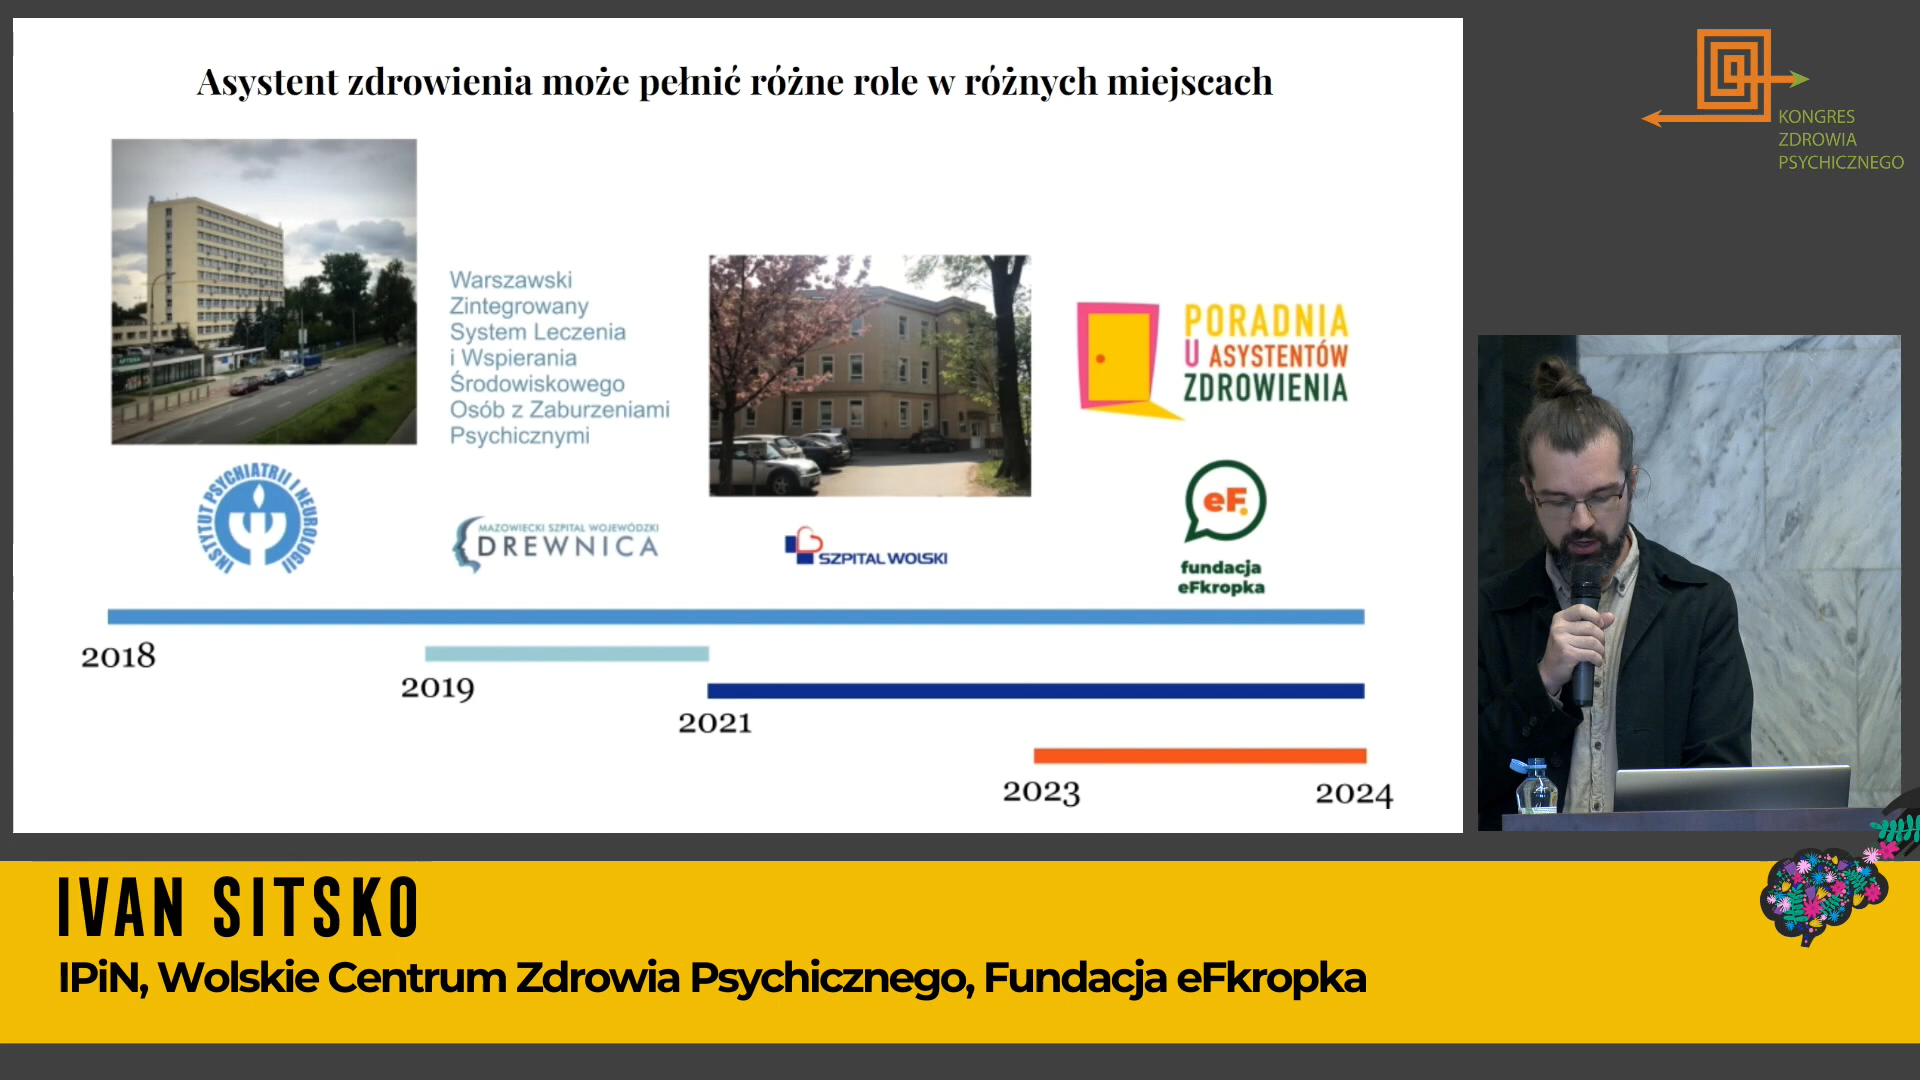 Asystent zdrowienia może pełnić różne role w różnych miejscach
Warszawski
Zintegrowany
System Leczenia
i Wspierania
Środowiskowego
Osób z Zaburzeniami
Psychicznymi
PORADNIA
U ASYSTENTÓW
ZDROWIENIA
INSTYTUT PSYCHIATRII I NEUROLOGII
MAZOWIECKI SZPITAL WOJEWÓDZKI
DREWNICA
SZPITAL WOLSKI
eF.
fundacja
eFkropka
2018
2019
2021
2023
2024
KONGRES
ZDROWIA
PSYCHICZNEGO
IVAN SITSKO
IPiN, Wolskie Centrum Zdrowia Psychicznego, Fundacja eFkropka